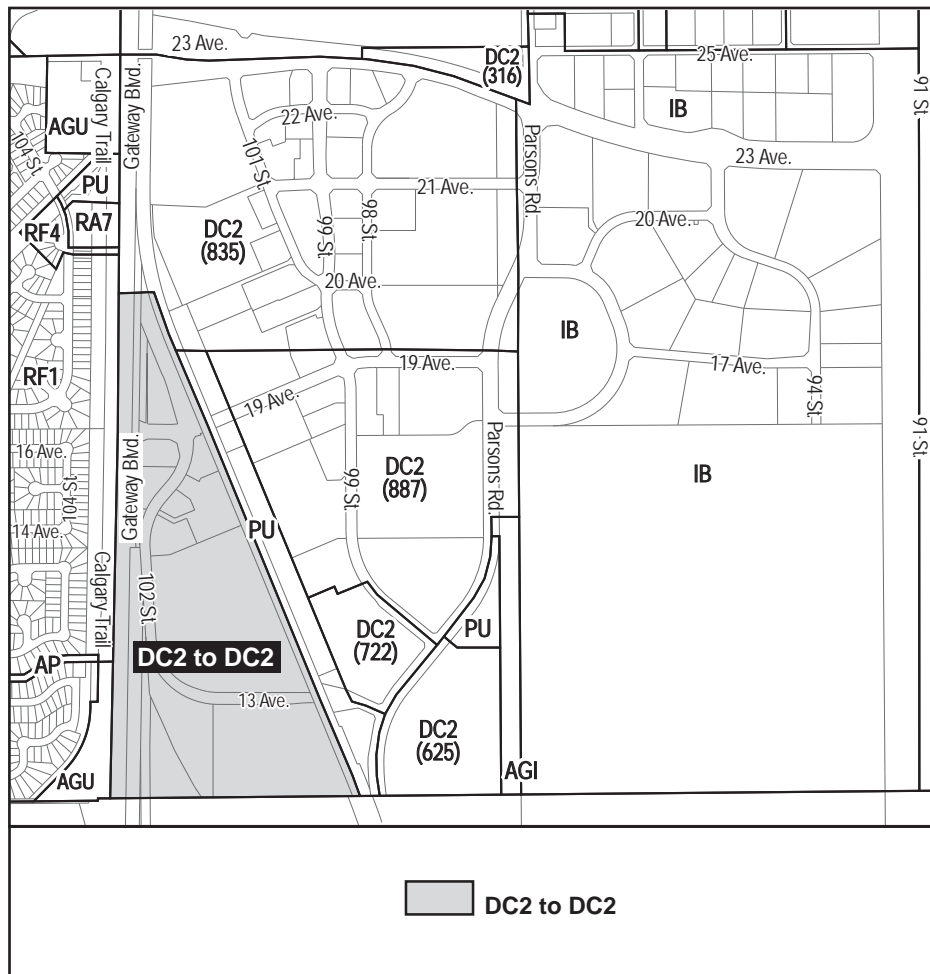 23 Ave.
DC2
(316)
25 Ave.
91 St.
Calgary Trail
Gateway Blvd.
AGU
104 St.
22 Ave.
IB
101 St.
Parsons Rd.
23 Ave.
PU
21 Ave.
RF4
RA7
DC2
(835)
99 St.
98 St.
20 Ave.
20 Ave.
IB
RF1
19 Ave.
17 Ave.
19 Ave.
94 St.
91 St.
16 Ave.
104 St.
Gateway Blvd.
DC2
(887)
Parsons Rd.
IB
99 St.
14 Ave.
PU
Calgary Trail
102 St.
DC2
(722)
PU
AP
DC2 to DC2
13 Ave.
DC2
(625)
AGU
AGI
DC2 to DC2